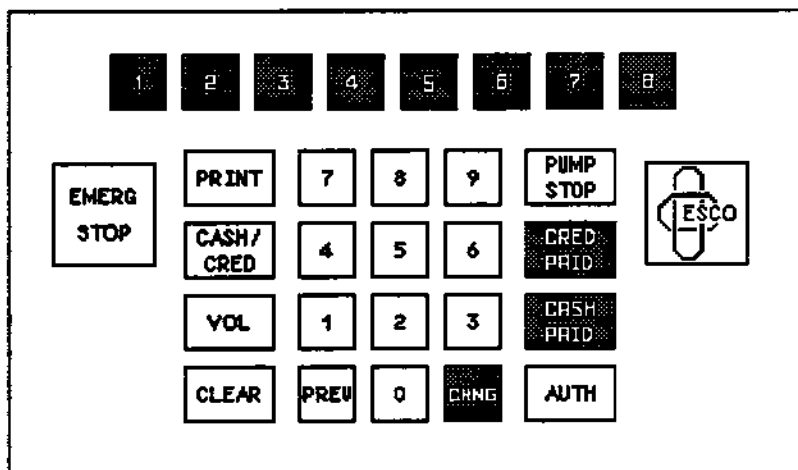 1 2 3 4 5 6 7 8
EMERG
STOP
PRINT 7 8 9 PUMP
STOP
ESCO
CASH/
CRED 4 5 6 CRED
PAID
VOL 1 2 3 CASH
PAID
CLEAR PREV 0 CHNG AUTH